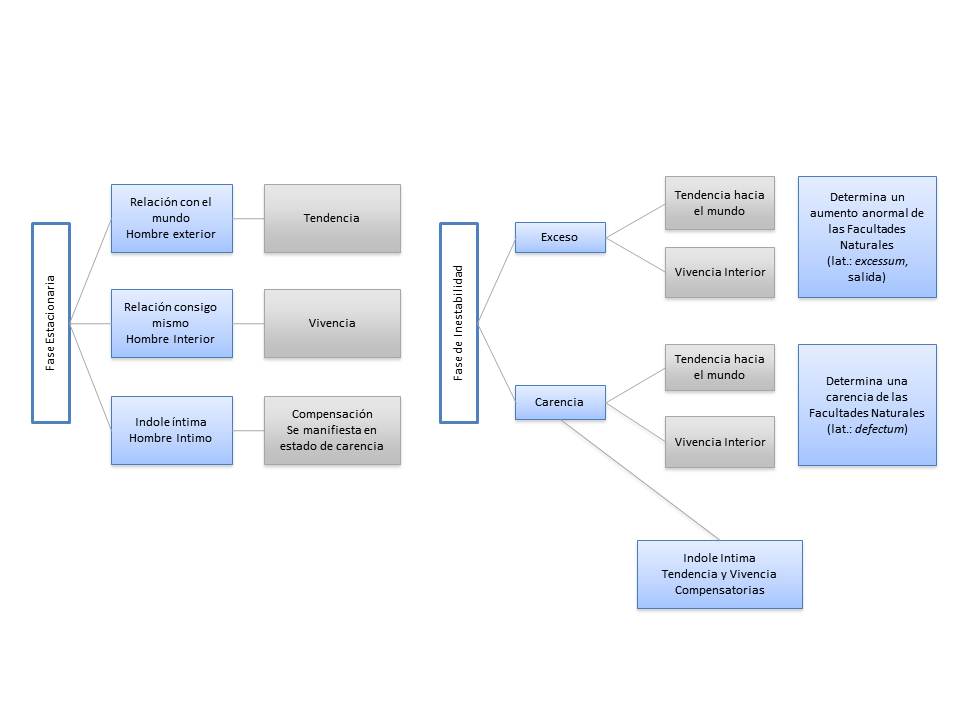 Fase Estacionaria
Relación con el
mundo
Hombre exterior
Tendencia
Relación consigo
mismo
Hombre Interior
Vivencia
Indole íntima
Hombre Intimo
Compensación
Se manifiesta en
estado de carencia
Fase de Inestabilidad
Exceso
Tendencia hacia
el mundo
Vivencia Interior
Determina un
aumento anormal de
las Facultades
Naturales
(lat.: excessum,
salida)
Carencia
Tendencia hacia
el mundo
Vivencia Interior
Determina una
carencia de las
Facultades Naturales
(lat.: defectum)
Indole Intima
Tendencia y Vivencia
Compensatorias